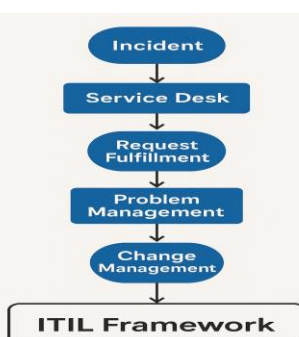 Incident
Service Desk
Request
Fulfillment
Problem
Management
Change
Management
ITIL Framework